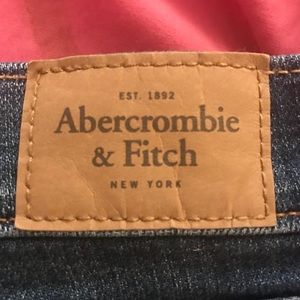 EST. 1892
Abercrombie
& Fitch
NEW YORK